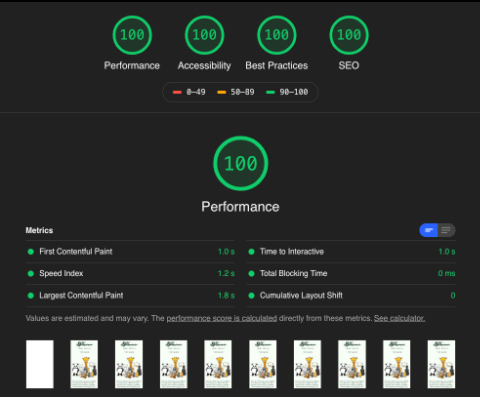 100 100 100 100
Performance Accessibility Best Practices SEO
0–49 50–89 90–100
100
Performance
Metrics
First Contentful Paint 1.0 s
Time to Interactive 1.0 s
Speed Index 1.2 s
Total Blocking Time 0 ms
Largest Contentful Paint 1.8 s
Cumulative Layout Shift 0
Values are estimated and may vary. The performance score is calculated directly from these metrics. See calculator.